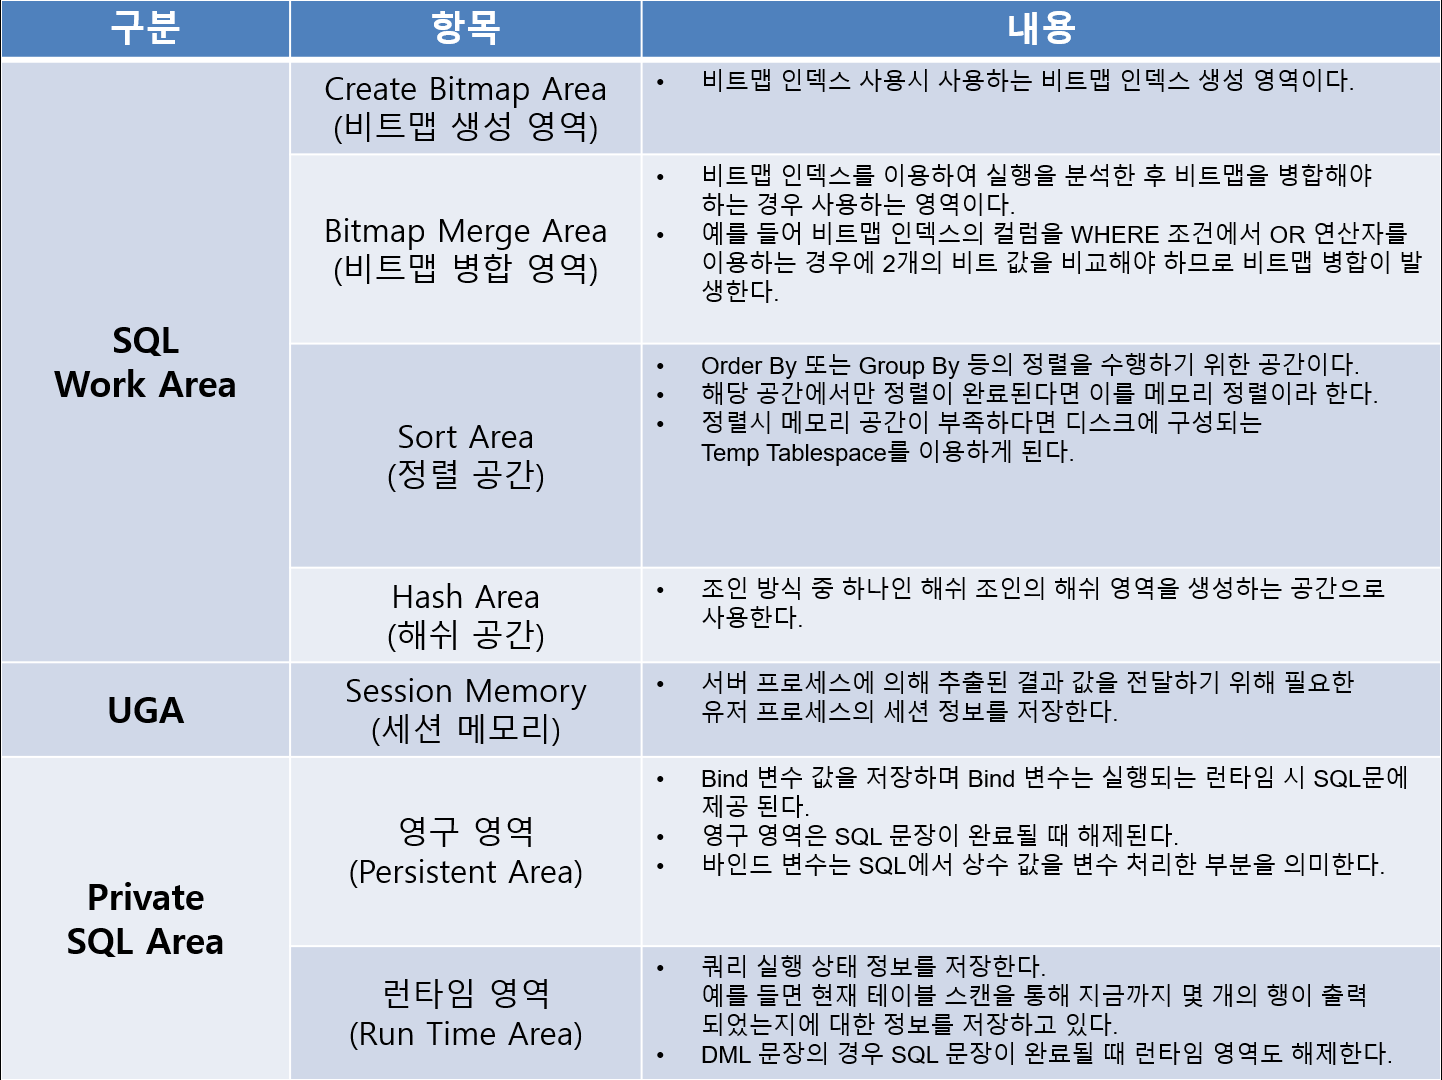 구분
항목
내용
SQL
Work Area
Create Bitmap Area
(비트맵 생성 영역)
• 비트맵 인덱스 사용시 사용하는 비트맵 인덱스 생성 영역이다.
Bitmap Merge Area
(비트맵 병합 영역)
• 비트맵 인덱스를 이용하여 실행을 분석한 후 비트맵을 병합해야
하는 경우 사용하는 영역이다.
• 예를 들어 비트맵 인덱스의 컬럼을 WHERE 조건에서 OR 연산자를
이용하는 경우에 2개의 비트 값을 비교해야 하므로 비트맵 병합이 발
생한다.
Sort Area
(정렬 공간)
• Order By 또는 Group By 등의 정렬을 수행하기 위한 공간이다.
• 해당 공간에서만 정렬이 완료된다면 이를 메모리 정렬이라 한다.
• 정렬시 메모리 공간이 부족하다면 디스크에 구성되는
Temp Tablespace를 이용하게 된다.
Hash Area
(해쉬 공간)
• 조인 방식 중 하나인 해쉬 조인의 해쉬 영역을 생성하는 공간으로
사용한다.
UGA
Session Memory
(세션 메모리)
• 서버 프로세스에 의해 추출된 결과 값을 전달하기 위해 필요한
유저 프로세스의 세션 정보를 저장한다.
Private
SQL Area
영구 영역
(Persistent Area)
• Bind 변수 값을 저장하며 Bind 변수는 실행되는 런타임 시 SQL문에
제공 된다.
• 영구 영역은 SQL 문장이 완료될 때 해제된다.
• 바인드 변수는 SQL에서 상수 값을 변수 처리한 부분을 의미한다.
런타임 영역
(Run Time Area)
• 쿼리 실행 상태 정보를 저장한다.
예를 들면 현재 테이블 스캔을 통해 지금까지 몇 개의 행이 출력
되었는지에 대한 정보를 저장하고 있다.
• DML 문장의 경우 SQL 문장이 완료될 때 런타임 영역도 해제한다.